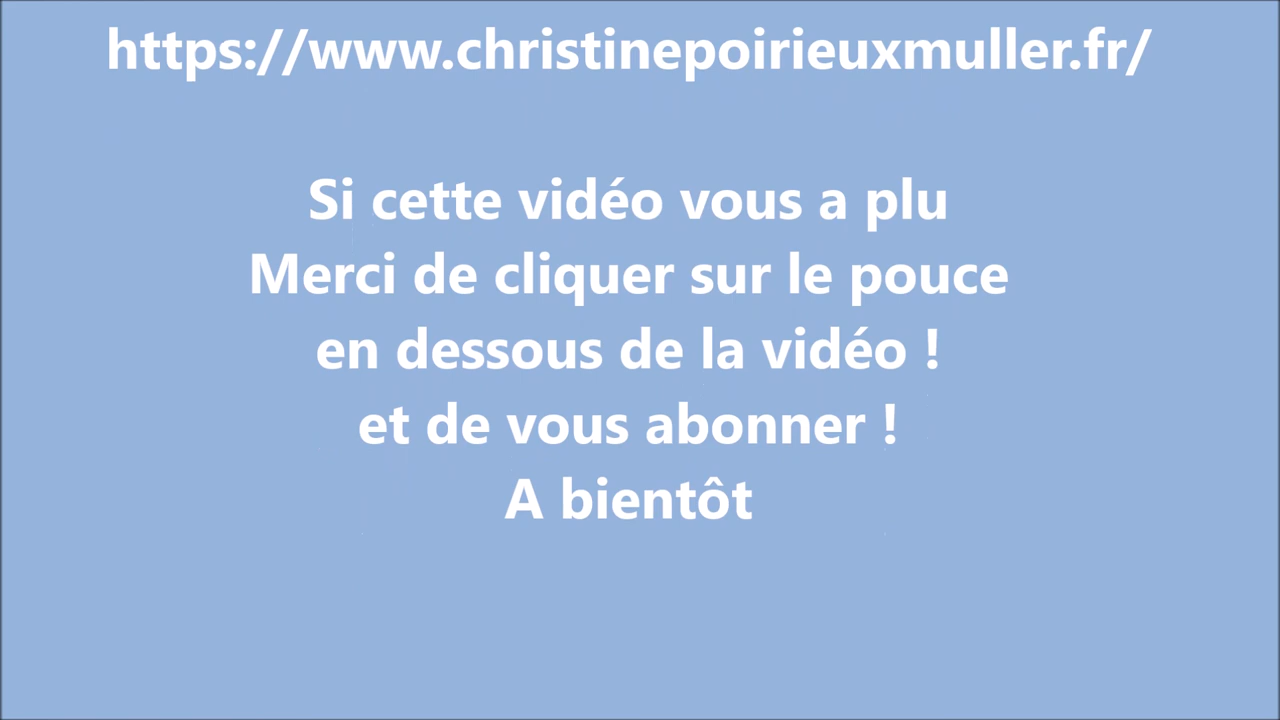 https://www.christinepoirieuxmuller.fr/
Si cette vidéo vous a plu
Merci de cliquer sur le pouce
en dessous de la vidéo !
et de vous abonner !
A bientôt